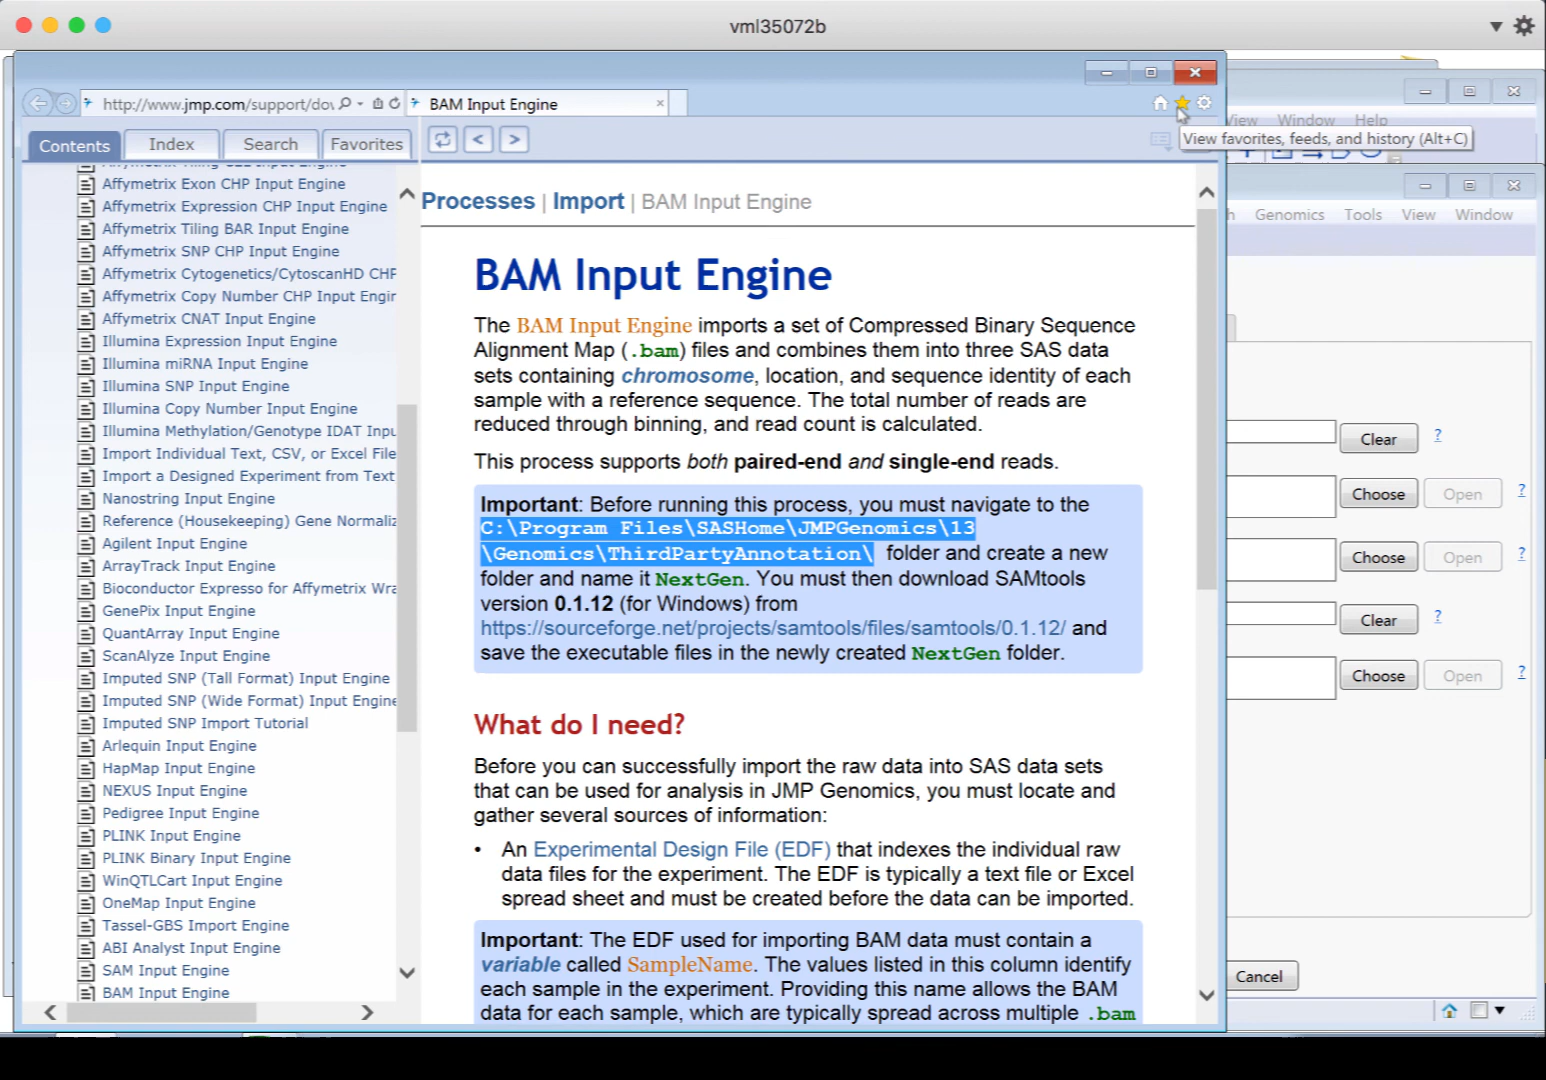 vml35072b
http://www.jmp.com/support/dov
BAM Input Engine
View Window Help
View favorites, feeds, and history (Alt+C)
Contents
Index
Search
Favorites
Genomics Tools View Window
Affymetrix Exon CHP Input Engine
Affymetrix Expression CHP Input Engine
Affymetrix Tiling BAR Input Engine
Affymetrix SNP CHP Input Engine
Affymetrix Cytogenetics/CytoscanHD CHP
Affymetrix Copy Number CHP Input Engin
Affymetrix CNAT Input Engine
Illumina Expression Input Engine
Illumina miRNA Input Engine
Illumina SNP Input Engine
Illumina Copy Number Input Engine
Illumina Methylation/Genotype IDAT Inpu
Import Individual Text, CSV, or Excel File
Import a Designed Experiment from Text
Nanostring Input Engine
Reference (Housekeeping) Gene Normaliz
Agilent Input Engine
ArrayTrack Input Engine
Bioconductor Expresso for Affymetrix Wra
GenePix Input Engine
QuantArray Input Engine
ScanAlyze Input Engine
Imputed SNP (Tall Format) Input Engine
Imputed SNP (Wide Format) Input Engine
Imputed SNP Import Tutorial
Arlequin Input Engine
HapMap Input Engine
NEXUS Input Engine
Pedigree Input Engine
PLINK Input Engine
PLINK Binary Input Engine
WinQTLCart Input Engine
OneMap Input Engine
Tassel-GBS Import Engine
ABI Analyst Input Engine
SAM Input Engine
BAM Input Engine
Processes | Import | BAM Input Engine
BAM Input Engine
The BAM Input Engine imports a set of Compressed Binary Sequence
Alignment Map (.bam) files and combines them into three SAS data
sets containing chromosome, location, and sequence identity of each
sample with a reference sequence. The total number of reads are
reduced through binning, and read count is calculated.
This process supports both paired-end and single-end reads.
Important: Before running this process, you must navigate to the
C:\Program Files\SASHome\JMPGenomics\13
\Genomics\ThirdPartyAnnotation\ folder and create a new
folder and name it NextGen. You must then download SAMtools
version 0.1.12 (for Windows) from
https://sourceforge.net/projects/samtools/files/samtools/0.1.12/ and
save the executable files in the newly created NextGen folder.
What do I need?
Before you can successfully import the raw data into SAS data sets
that can be used for analysis in JMP Genomics, you must locate and
gather several sources of information:
• An Experimental Design File (EDF) that indexes the individual raw
data files for the experiment. The EDF is typically a text file or Excel
spread sheet and must be created before the data can be imported.
Important: The EDF used for importing BAM data must contain a
variable called SampleName. The values listed in this column identify
each sample in the experiment. Providing this name allows the BAM
data for each sample, which are typically spread across multiple .bam
Clear ?
Choose Open ?
Choose Open ?
Clear ?
Choose Open ?
Cancel